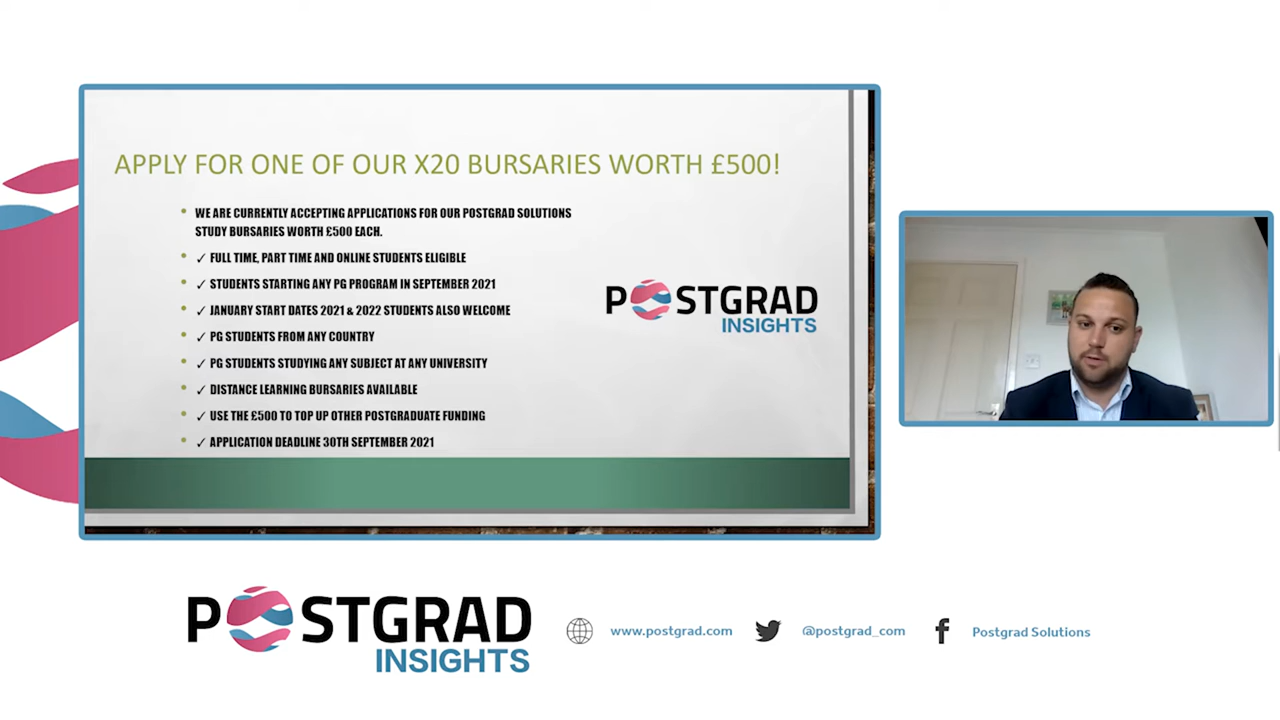 APPLY FOR ONE OF OUR X20 BURSARIES WORTH £500!
• WE ARE CURRENTLY ACCEPTING APPLICATIONS FOR OUR POSTGRAD SOLUTIONS
STUDY BURSARIES WORTH £500 EACH.
• ✓ FULL TIME, PART TIME AND ONLINE STUDENTS ELIGIBLE
• ✓ STUDENTS STARTING ANY PG PROGRAM IN SEPTEMBER 2021
• ✓ JANUARY START DATES 2021 & 2022 STUDENTS ALSO WELCOME
• ✓ PG STUDENTS FROM ANY COUNTRY
• ✓ PG STUDENTS STUDYING ANY SUBJECT AT ANY UNIVERSITY
• ✓ DISTANCE LEARNING BURSARIES AVAILABLE
• ✓ USE THE £500 TO TOP UP OTHER POSTGRADUATE FUNDING
• ✓ APPLICATION DEADLINE 30TH SEPTEMBER 2021
POSTGRAD
INSIGHTS
POSTGRAD
INSIGHTS
www.postgrad.com
@postgrad_com
Postgrad Solutions